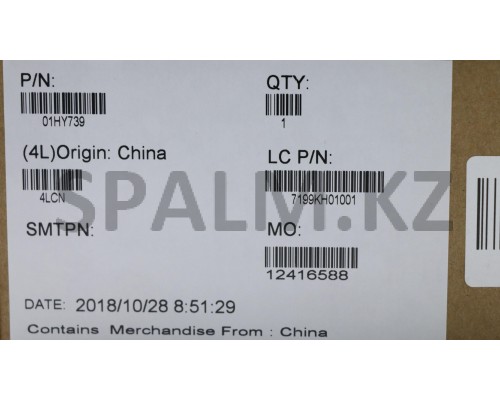 P/N:
01HY739
QTY:
1
(4L)Origin: China
4LCN
LC P/N:
7199KH01001
SPALM.KZ
SMTPN:
MO:
12416588
DATE: 2018/10/28 8:51:29
Contains Merchandise From : China